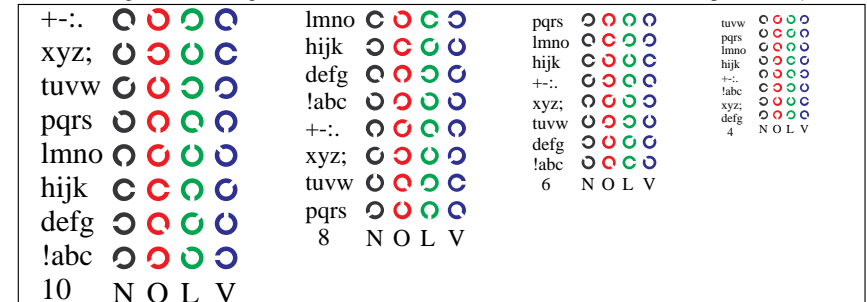 +-:.
xyz;
tuvw
pqrs
lmno
hijk
defg
!abc
10 N O L V
lmno
hijk
defg
!abc
+-:.
xyz;
tuvw
pqrs
8 N O L V
pqrs
lmno
hijk
+-:.
xyz;
tuvw
defg
!abc
6 N O L V
tuvw
pqrs
lmno
hijk
+-:.
!abc
xyz;
defg
4 N O L V